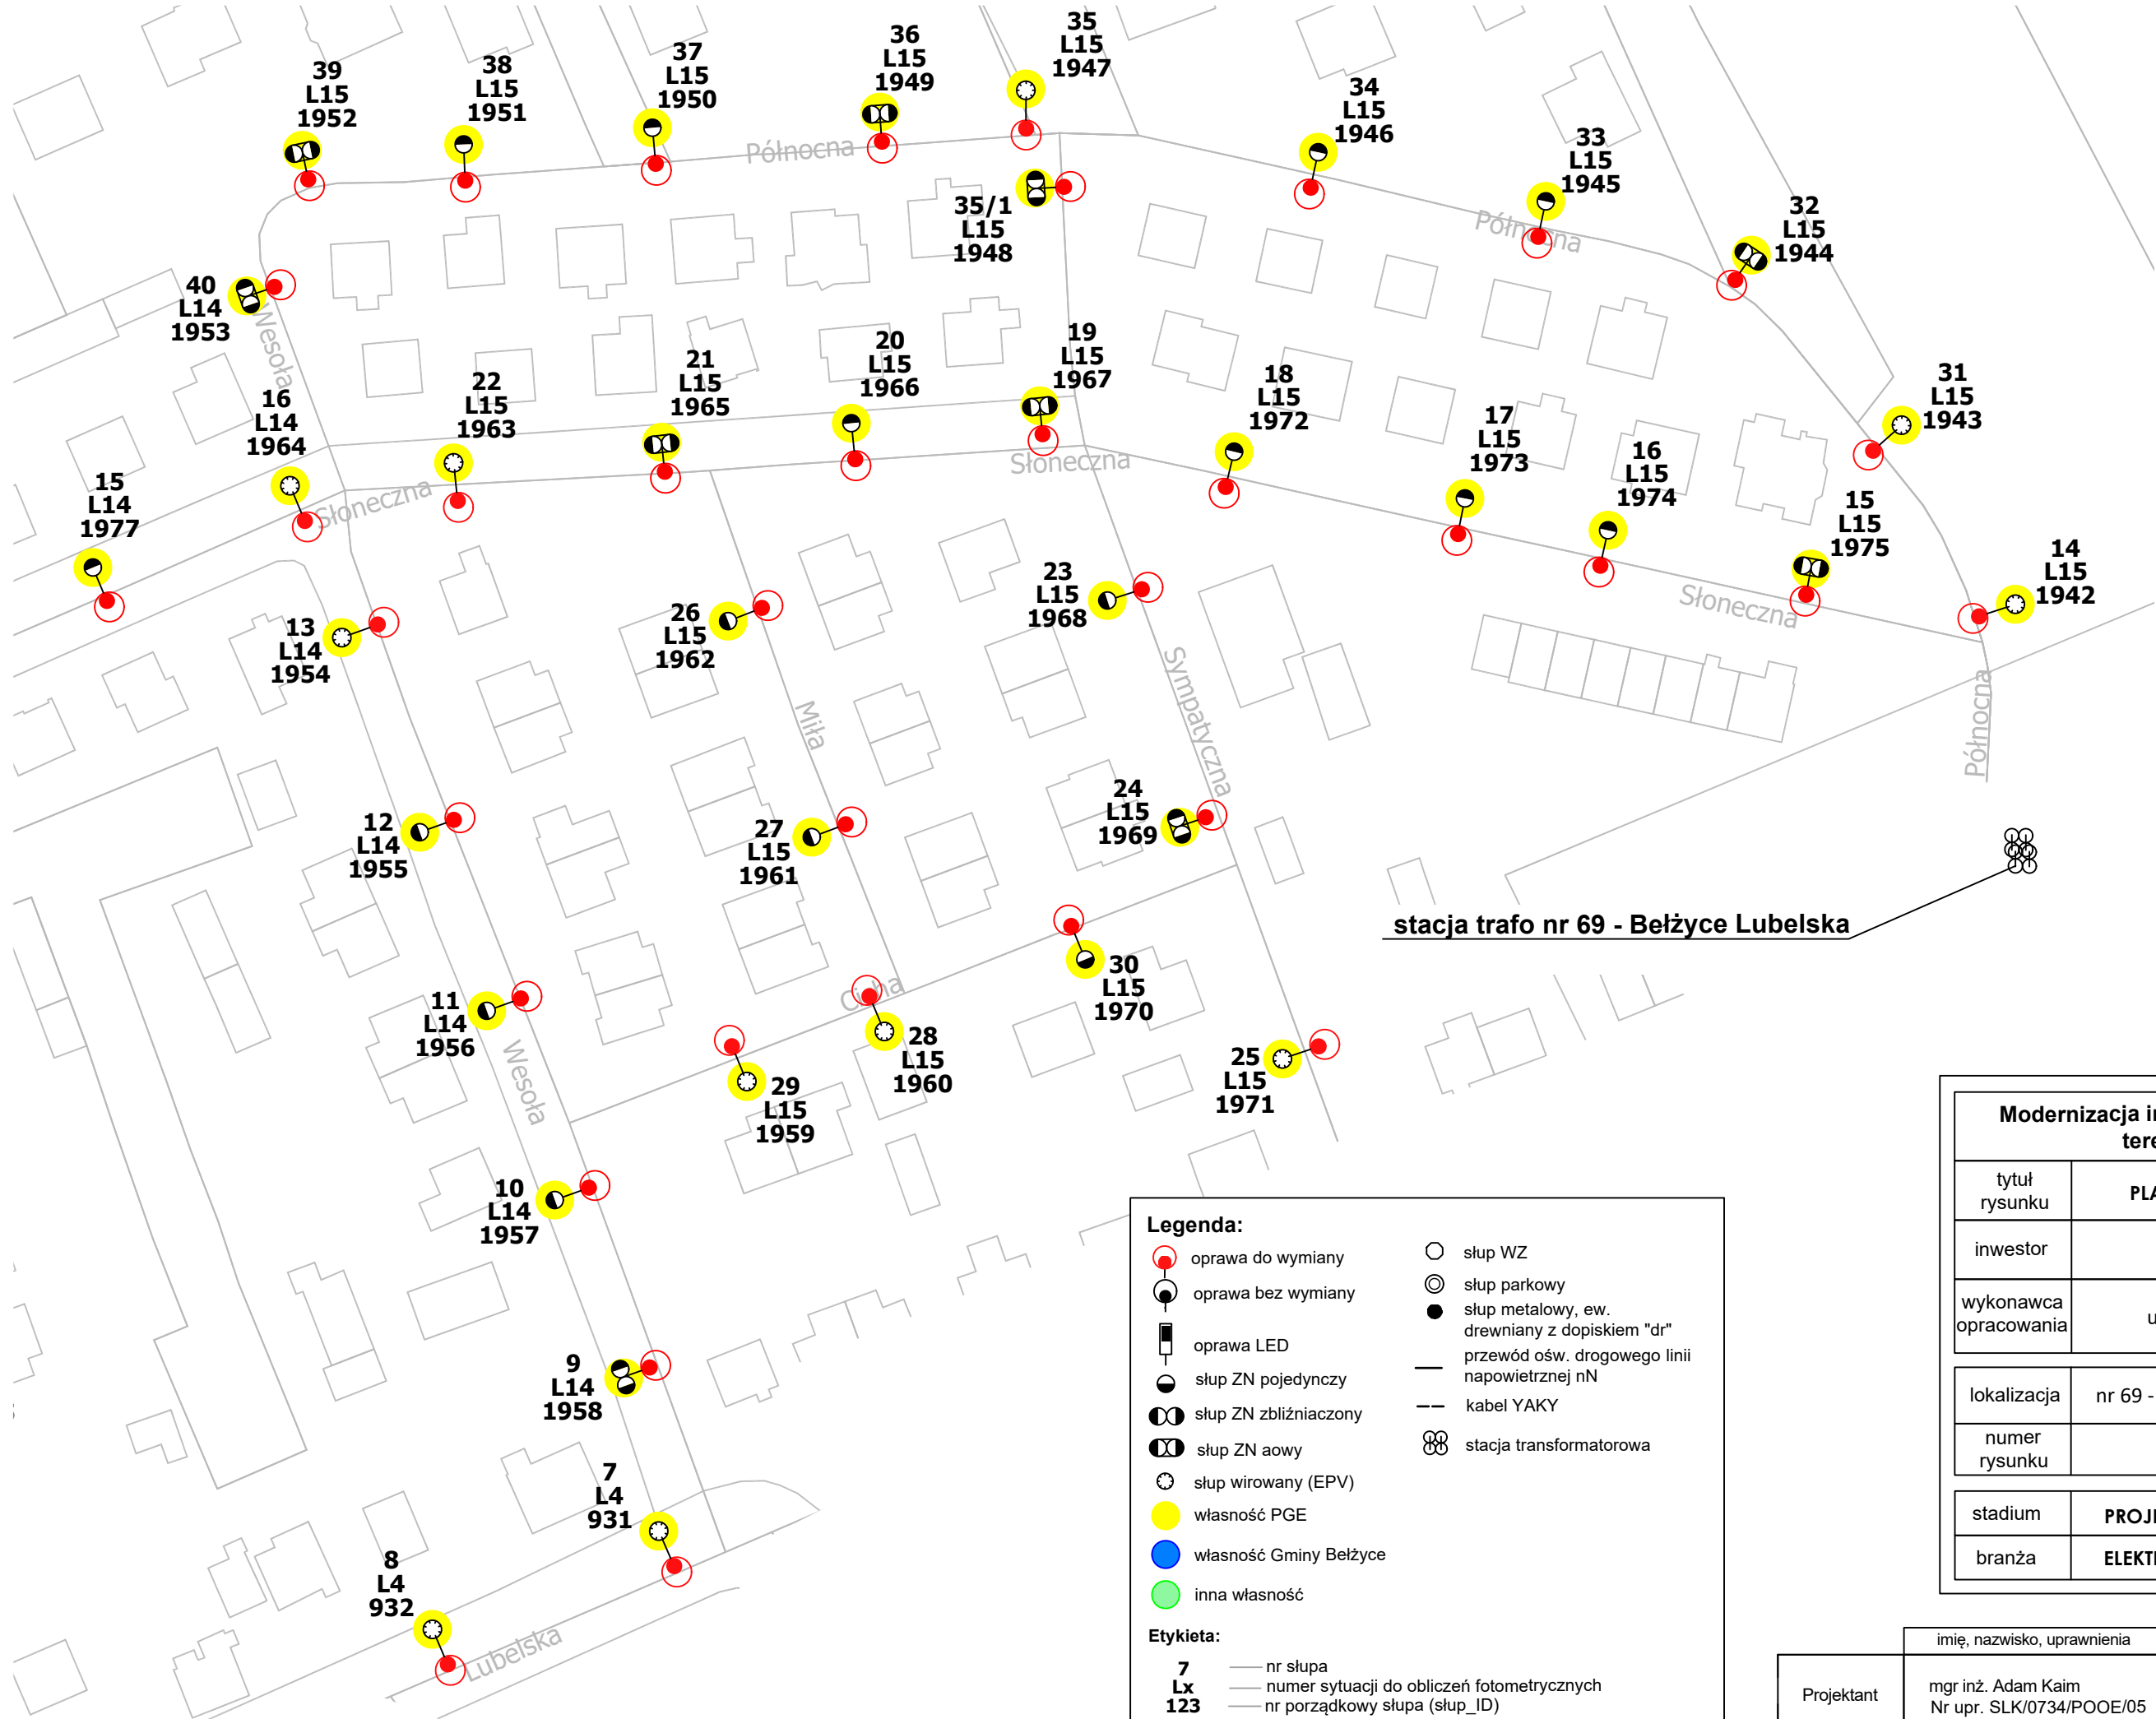 39
L15
1952
38
L15
1951
37
L15
1950
36
L15
1949
35
L15
1947
34
L15
1946
33
L15
1945
32
L15
1944
Północna
35/1
L15
1948
Północna
40
L14
1953
Wesoła
16
L14
1964
22
L15
1963
21
L15
1965
20
L15
1966
19
L15
1967
18
L15
1972
17
L15
1973
16
L15
1974
31
L15
1943
15
L15
1975
14
L15
1942
15
L14
1977
Słoneczna
Słoneczna
Słoneczna
13
L14
1954
26
L15
1962
23
L15
1968
Miła
Sympatyczna
Północna
12
L14
1955
27
L15
1961
24
L15
1969
stacja trafo nr 69 - Bełżyce Lubelska
11
L14
1956
Wesoła
Cicha
30
L15
1970
28
L15
1960
29
L15
1959
25
L15
1971
10
L14
1957
9
L14
1958
7
L4
931
8
L4
932
Lubelska
Legenda:
oprawa do wymiany
oprawa bez wymiany
oprawa LED
słup ZN pojedynczy
słup ZN zbliźniaczony
słup ZN aowy
słup wirowany (EPV)
własność PGE
własność Gminy Bełżyce
inna własność
słup WZ
słup parkowy
słup metalowy, ew.
drewniany z dopiskiem "dr"
przewód ośw. drogowego linii
napowietrznej nN
kabel YAKY
stacja transformatorowa
Etykieta:
7
Lx
123
nr słupa
numer sytuacji do obliczeń fotometrycznych
nr porządkowy słupa (słup_ID)
tytuł
rysunku
inwestor
wykonawca
opracowania
lokalizacja
nr 69 -
numer
rysunku
stadium
branża
imię, nazwisko, uprawnienia
Projektant
mgr inż. Adam Kaim
Nr upr. SLK/0734/POOE/05
Modernizacja